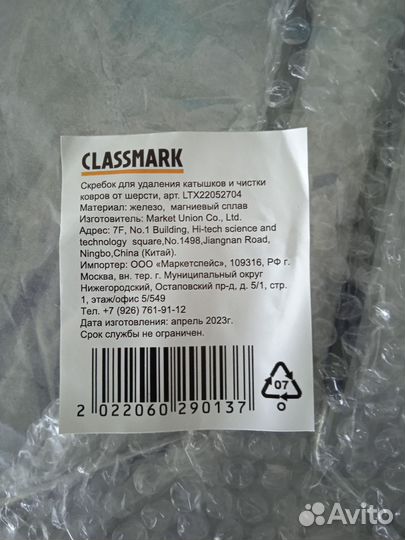 CLASSMARK
Скребок для удаления катышков и чистки
ковров от шерсти, арт. LTX22052704
Материал: железо, магниевый сплав
Изготовитель: Market Union Co., Ltd.
Адрес: 7F, No.1 Building, Hi-tech science and
technology square,No.1498,Jiangnan Road,
Ningbo,China (Китай).
Импортер: ООО «Маркетспейс», 109316, РФ г.
Москва, вн. тер. г. Муниципальный округ
Нижегородский, Остаповский пр-д, д. 5/1, стр.
1, этаж/офис 5/549
Тел. +7 (926) 761-91-12
Дата изготовления: апрель 2023г.
Срок службы не ограничен.
2 022060 290137
07
Avito